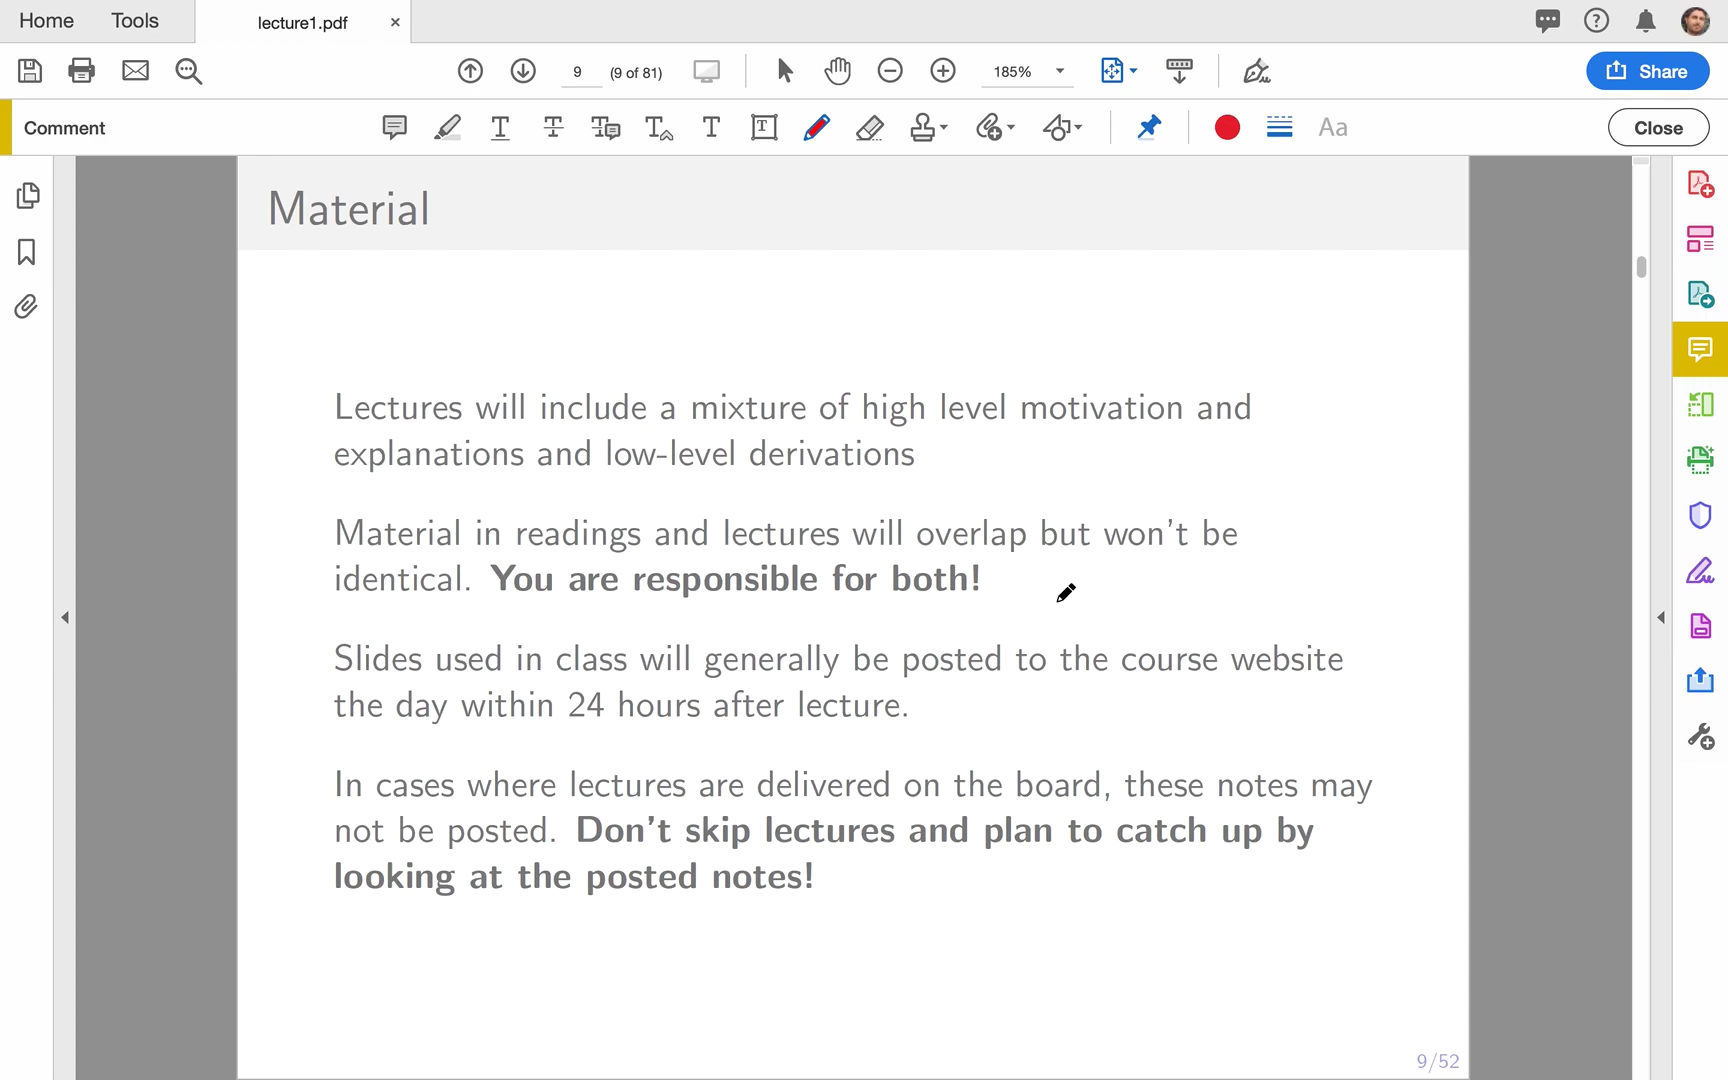 Home Tools lecture1.pdf ×
9 (9 of 81) 185% Share
Comment Aa Close
Material
Lectures will include a mixture of high level motivation and
explanations and low-level derivations
Material in readings and lectures will overlap but won't be
identical. You are responsible for both!
Slides used in class will generally be posted to the course website
the day within 24 hours after lecture.
In cases where lectures are delivered on the board, these notes may
not be posted. Don't skip lectures and plan to catch up by
looking at the posted notes!
9/52